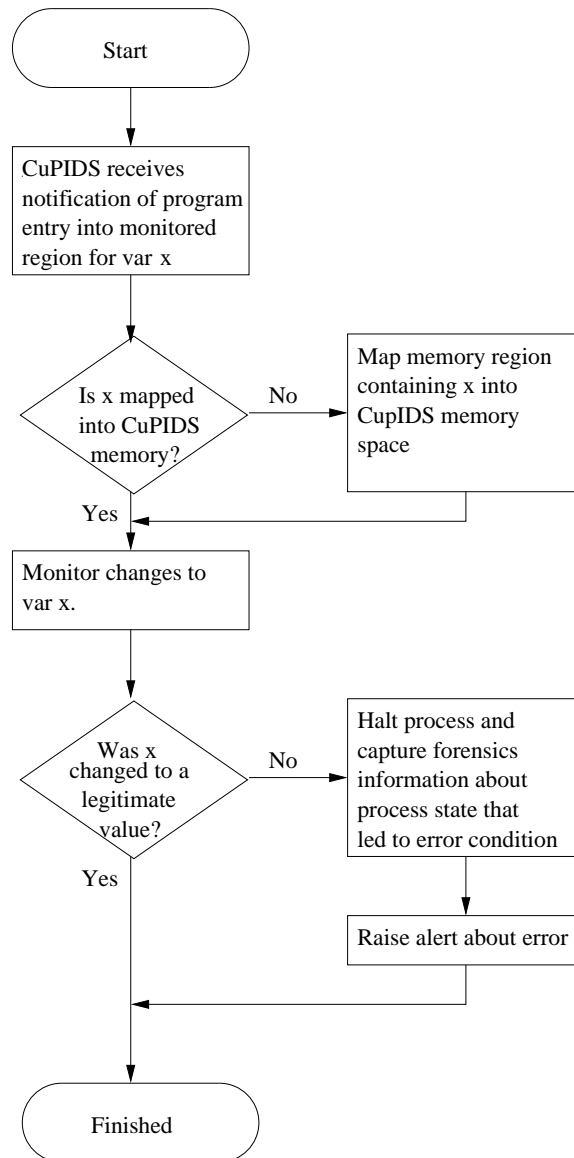 Start
CuPIDS receives
notification of program
entry into monitored
region for var x
Is x mapped
into CuPIDS
memory?
No
Map memory region
containing x into
CupIDS memory
space
Yes
Monitor changes to
var x.
Was x
changed to a
legitimate
value?
No
Halt process and
capture forensics
information about
process state that
led to error condition
Yes
Raise alert about error
Finished